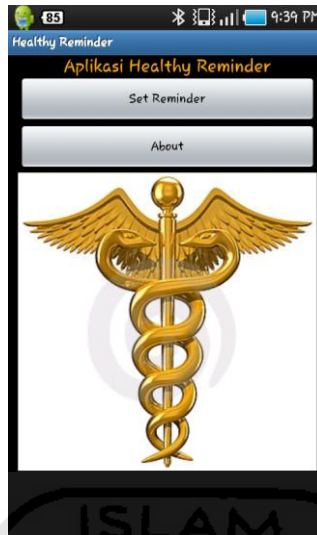 85 9:39 PM
Healthy Reminder
Aplikasi Healthy Reminder
Set Reminder
About
ISLAM